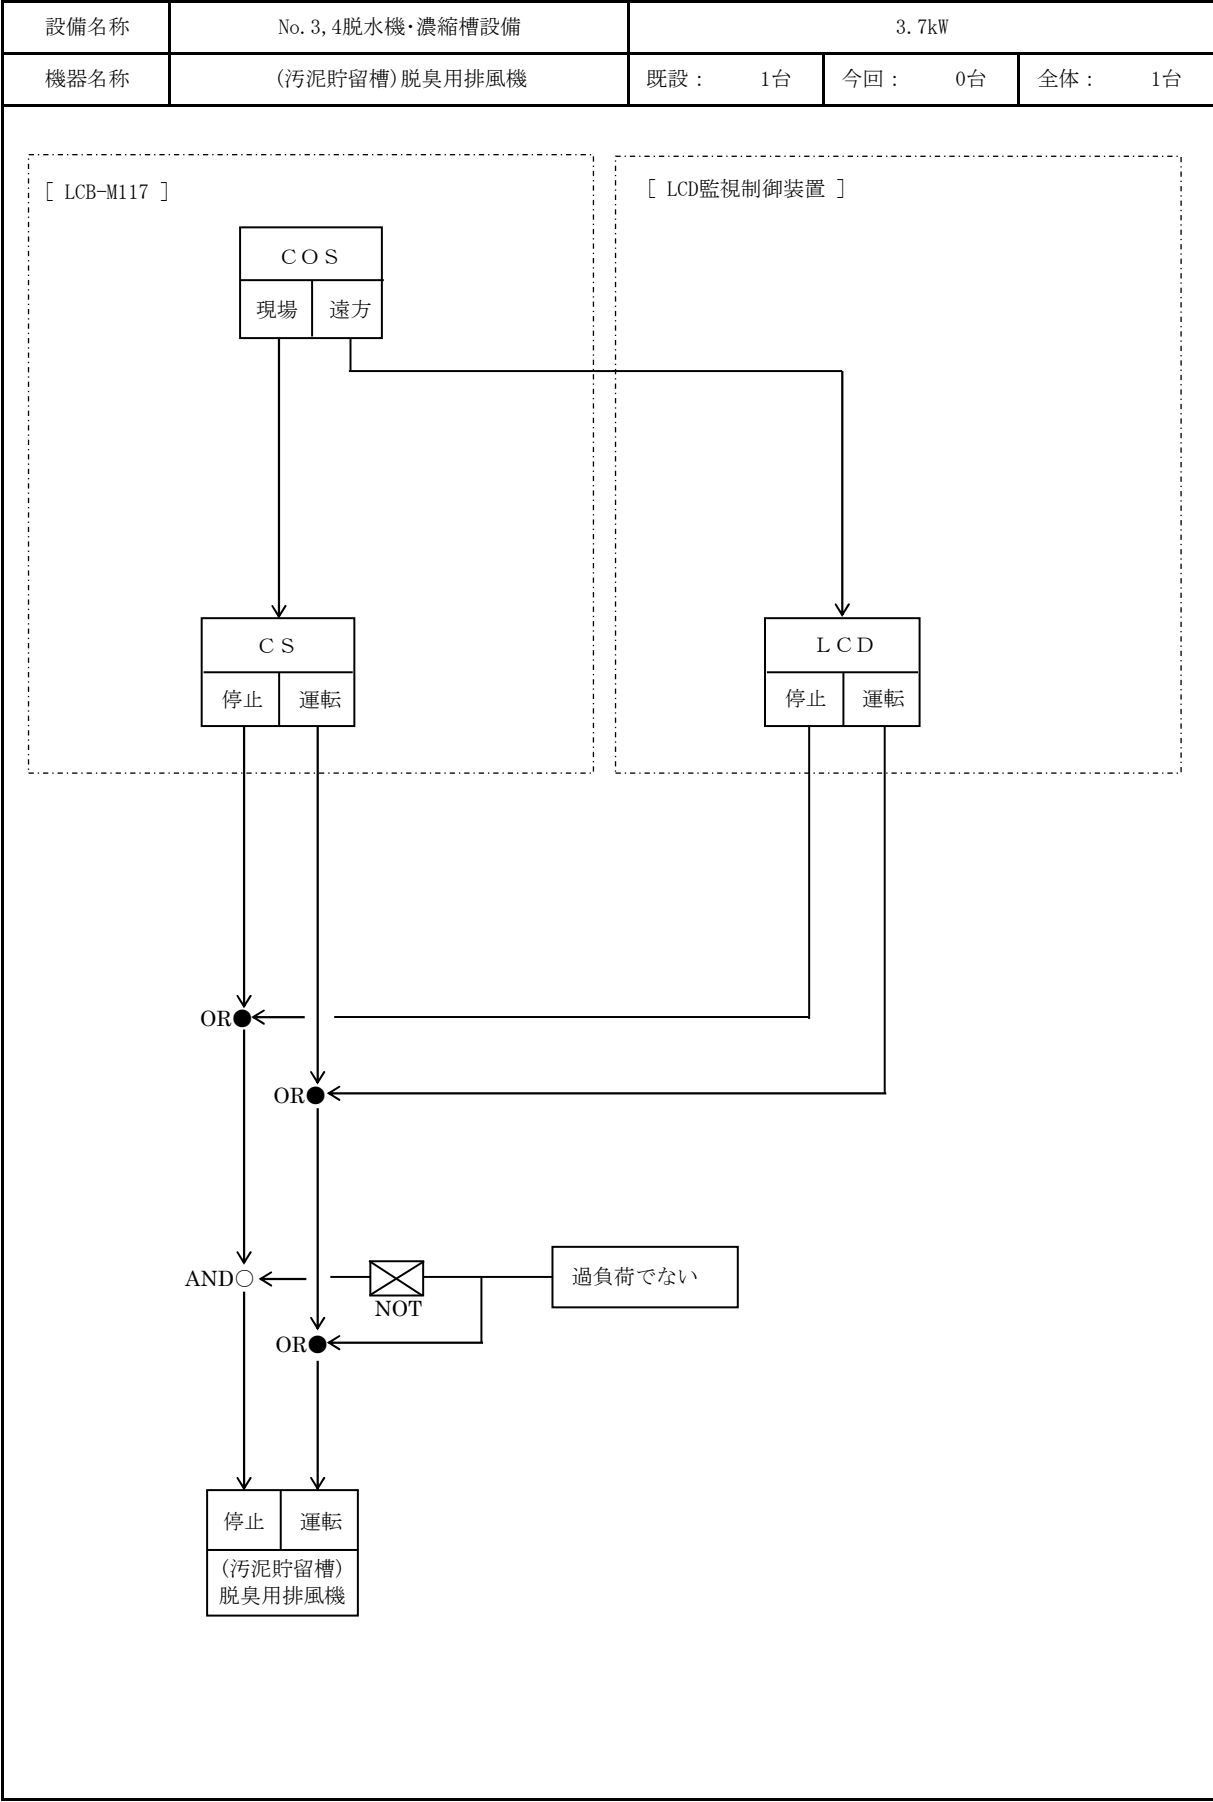 設備名称 No.3,4脱水機・濃縮槽設備 3.7kW
機器名称 (汚泥貯留槽)脱臭用排風機 既設： 1台 今回： 0台 全体： 1台
[ LCB-M117 ]
[ LCD監視制御装置 ]
ＣＯＳ
現場 遠方
ＣＳ
停止 運転
ＬＣＤ
停止 運転
OR
OR
AND
NOT
過負荷でない
OR
停止 運転
(汚泥貯留槽)
脱臭用排風機